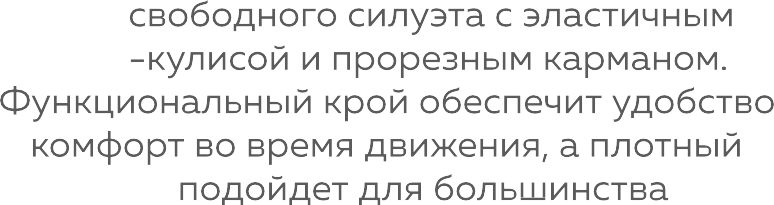 свободного силуэта с эластичным
-кулисой и прорезным карманом.
Функциональный крой обеспечит удобство
комфорт во время движения, а плотный
подойдет для большинства